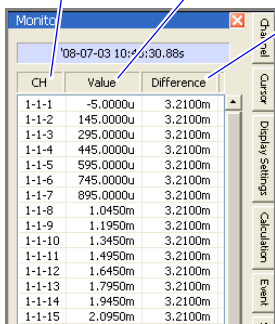 Monito
'08-07-03 10:4 :30.88s
CH Value Difference
1-1-1 -5.0000u 3.2100m
1-1-2 145.0000u 3.2100m
1-1-3 295.0000u 3.2100m
1-1-4 445.0000u 3.2100m
1-1-5 595.0000u 3.2100m
1-1-6 745.0000u 3.2100m
1-1-7 895.0000u 3.2100m
1-1-8 1.0450m 3.2100m
1-1-9 1.1950m 3.2100m
1-1-10 1.3450m 3.2100m
1-1-11 1.4950m 3.2100m
1-1-12 1.6450m 3.2100m
1-1-13 1.7950m 3.2100m
1-1-14 1.9450m 3.2100m
1-1-15 2.0950m 3.2100m
Channel
Cursor
Display Settings
Calculation
Event